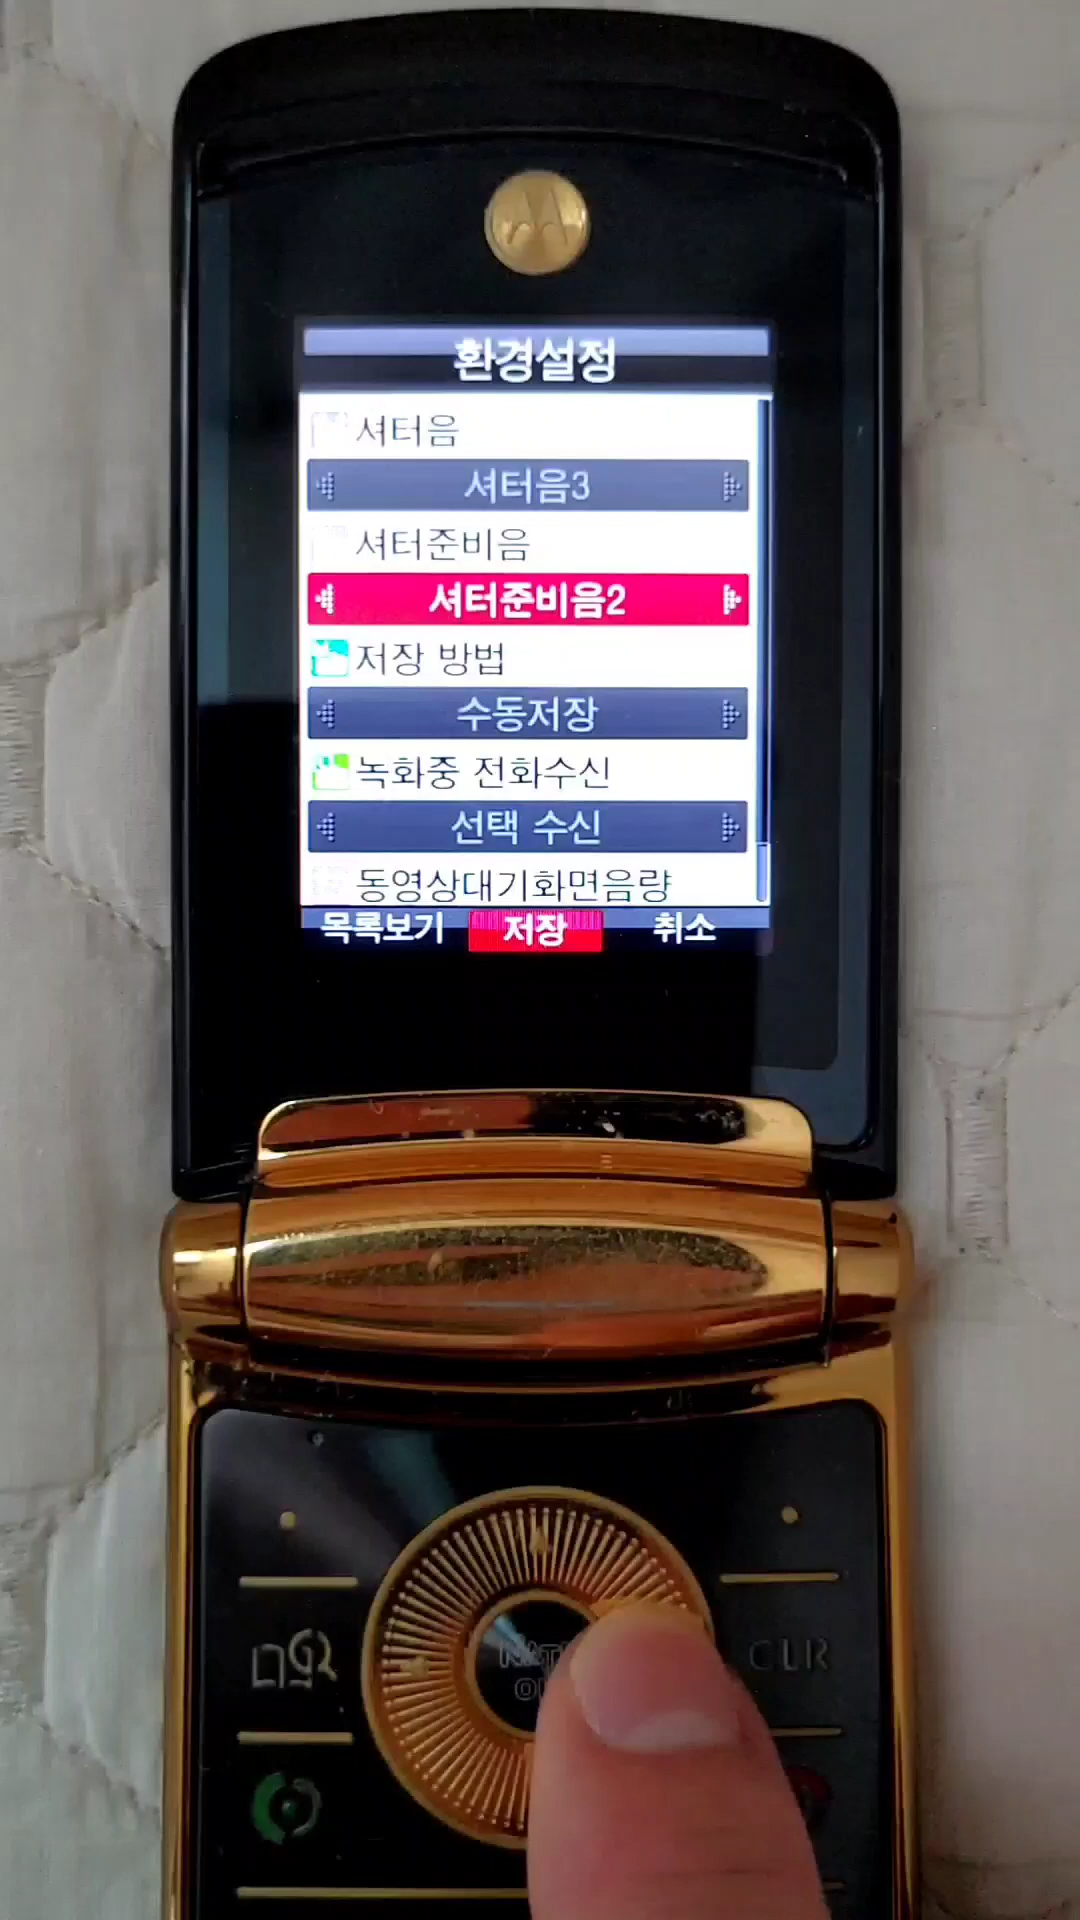 환경설정
셔터음
셔터음3
셔터준비음
셔터준비음2
저장 방법
수동저장
녹화중 전화수신
선택 수신
동영상대기화면음량
목록보기 저장 취소
CLR